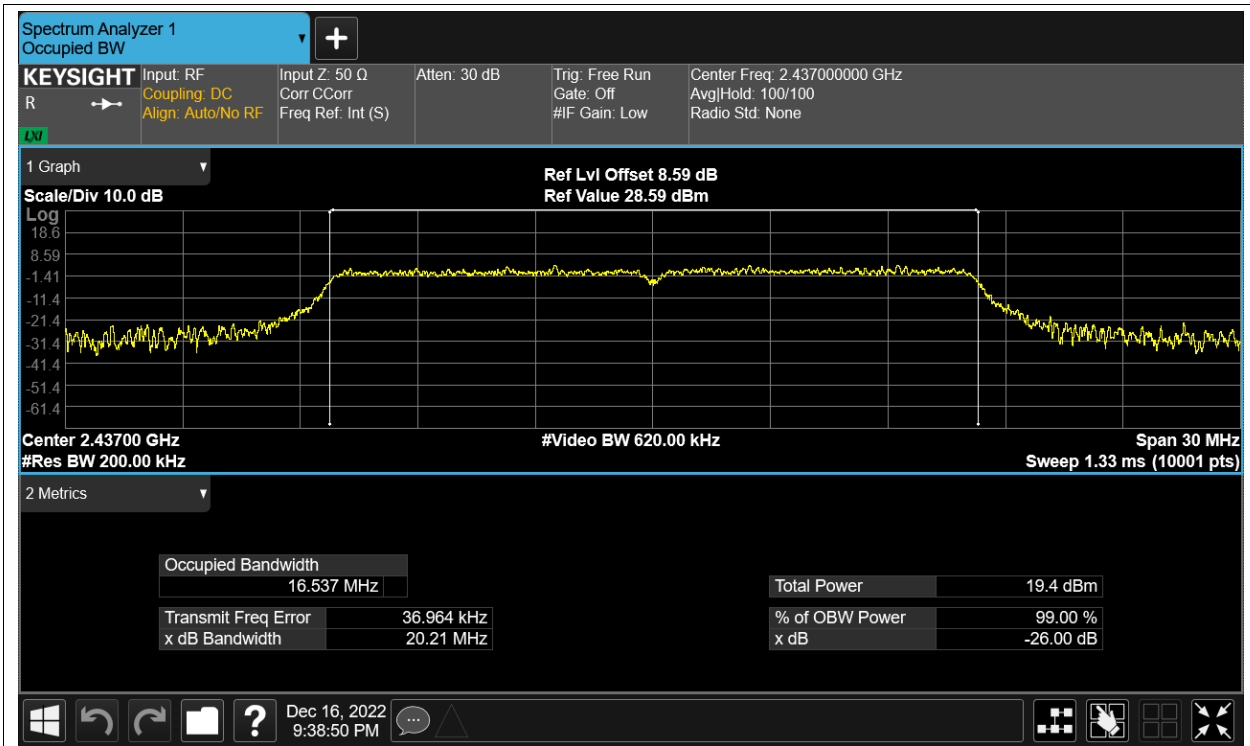 Spectrum Analyzer 1
Occupied BW
+
KEYSIGHT
R
LXI
Input: RF
Coupling: DC
Align: Auto/No RF
Input Z: 50 Ω
Corr CCorr
Freq Ref: Int (S)
Atten: 30 dB
Trig: Free Run
Gate: Off
#IF Gain: Low
Center Freq: 2.437000000 GHz
Avg|Hold: 100/100
Radio Std: None
1 Graph
Scale/Div 10.0 dB
Ref Lvl Offset 8.59 dB
Ref Value 28.59 dBm
Log
18.6
8.59
-1.41
-11.4
-21.4
-31.4
-41.4
-51.4
-61.4
Center 2.43700 GHz
#Video BW 620.00 kHz
Span 30 MHz
#Res BW 200.00 kHz
Sweep 1.33 ms (10001 pts)
2 Metrics
Occupied Bandwidth
16.537 MHz
Total Power 19.4 dBm
Transmit Freq Error 36.964 kHz
% of OBW Power 99.00 %
x dB Bandwidth 20.21 MHz
x dB -26.00 dB
?
Dec 16, 2022
9:38:50 PM